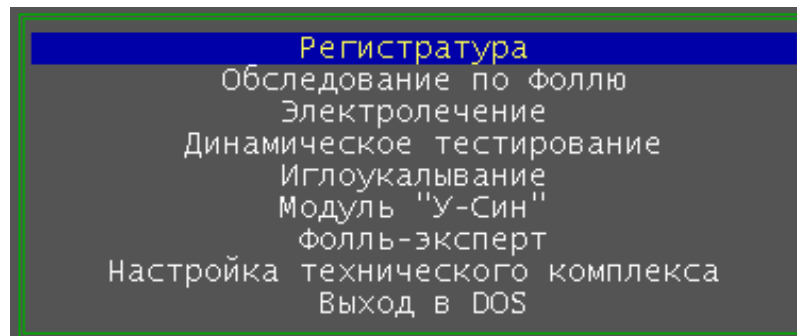 Регистратура
Обследование по Фоллю
Электролечение
Динамическое тестирование
Иглоукалывание
Модуль "У-Син"
Фолль-эксперт
Настройка технического комплекса
Выход в DOS